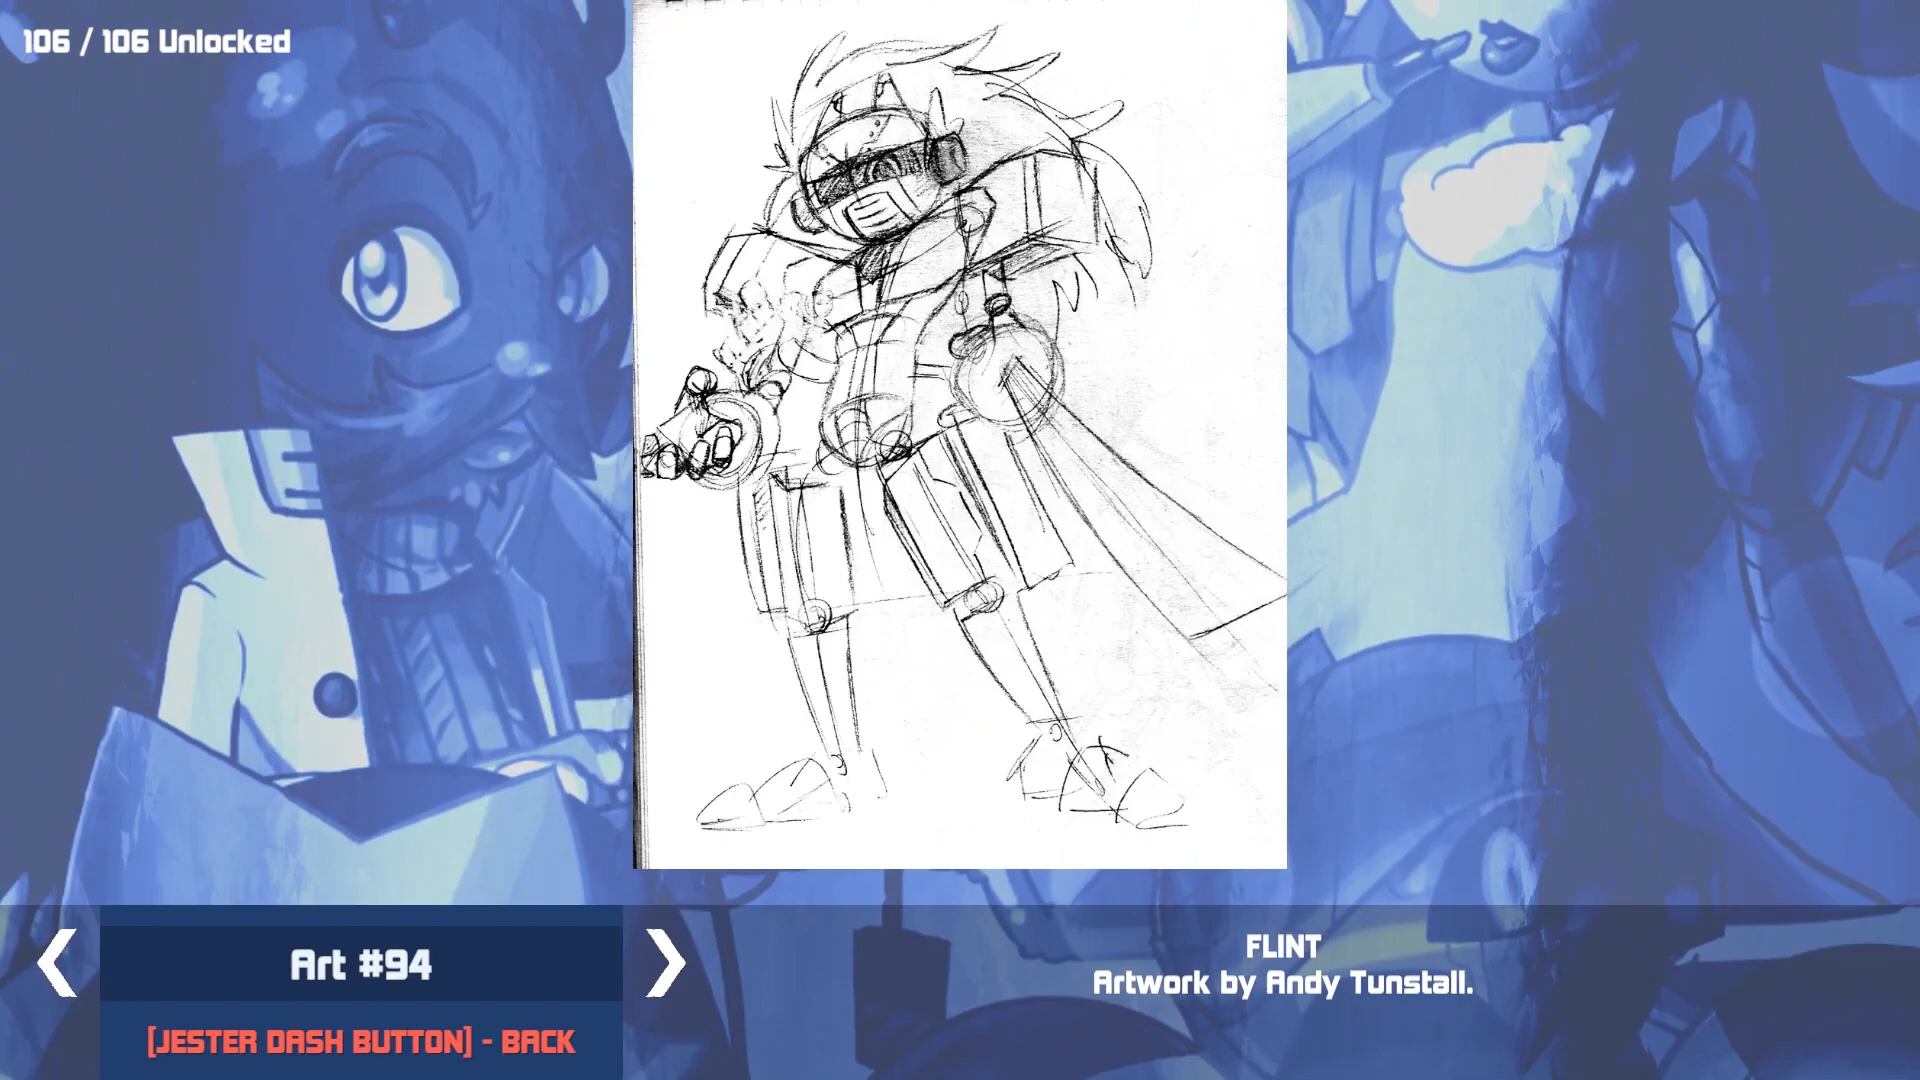 106 / 106 Unlocked
Art #94
[JESTER DASH BUTTON] - BACK
FLINT
Artwork by Andy Tunstall.